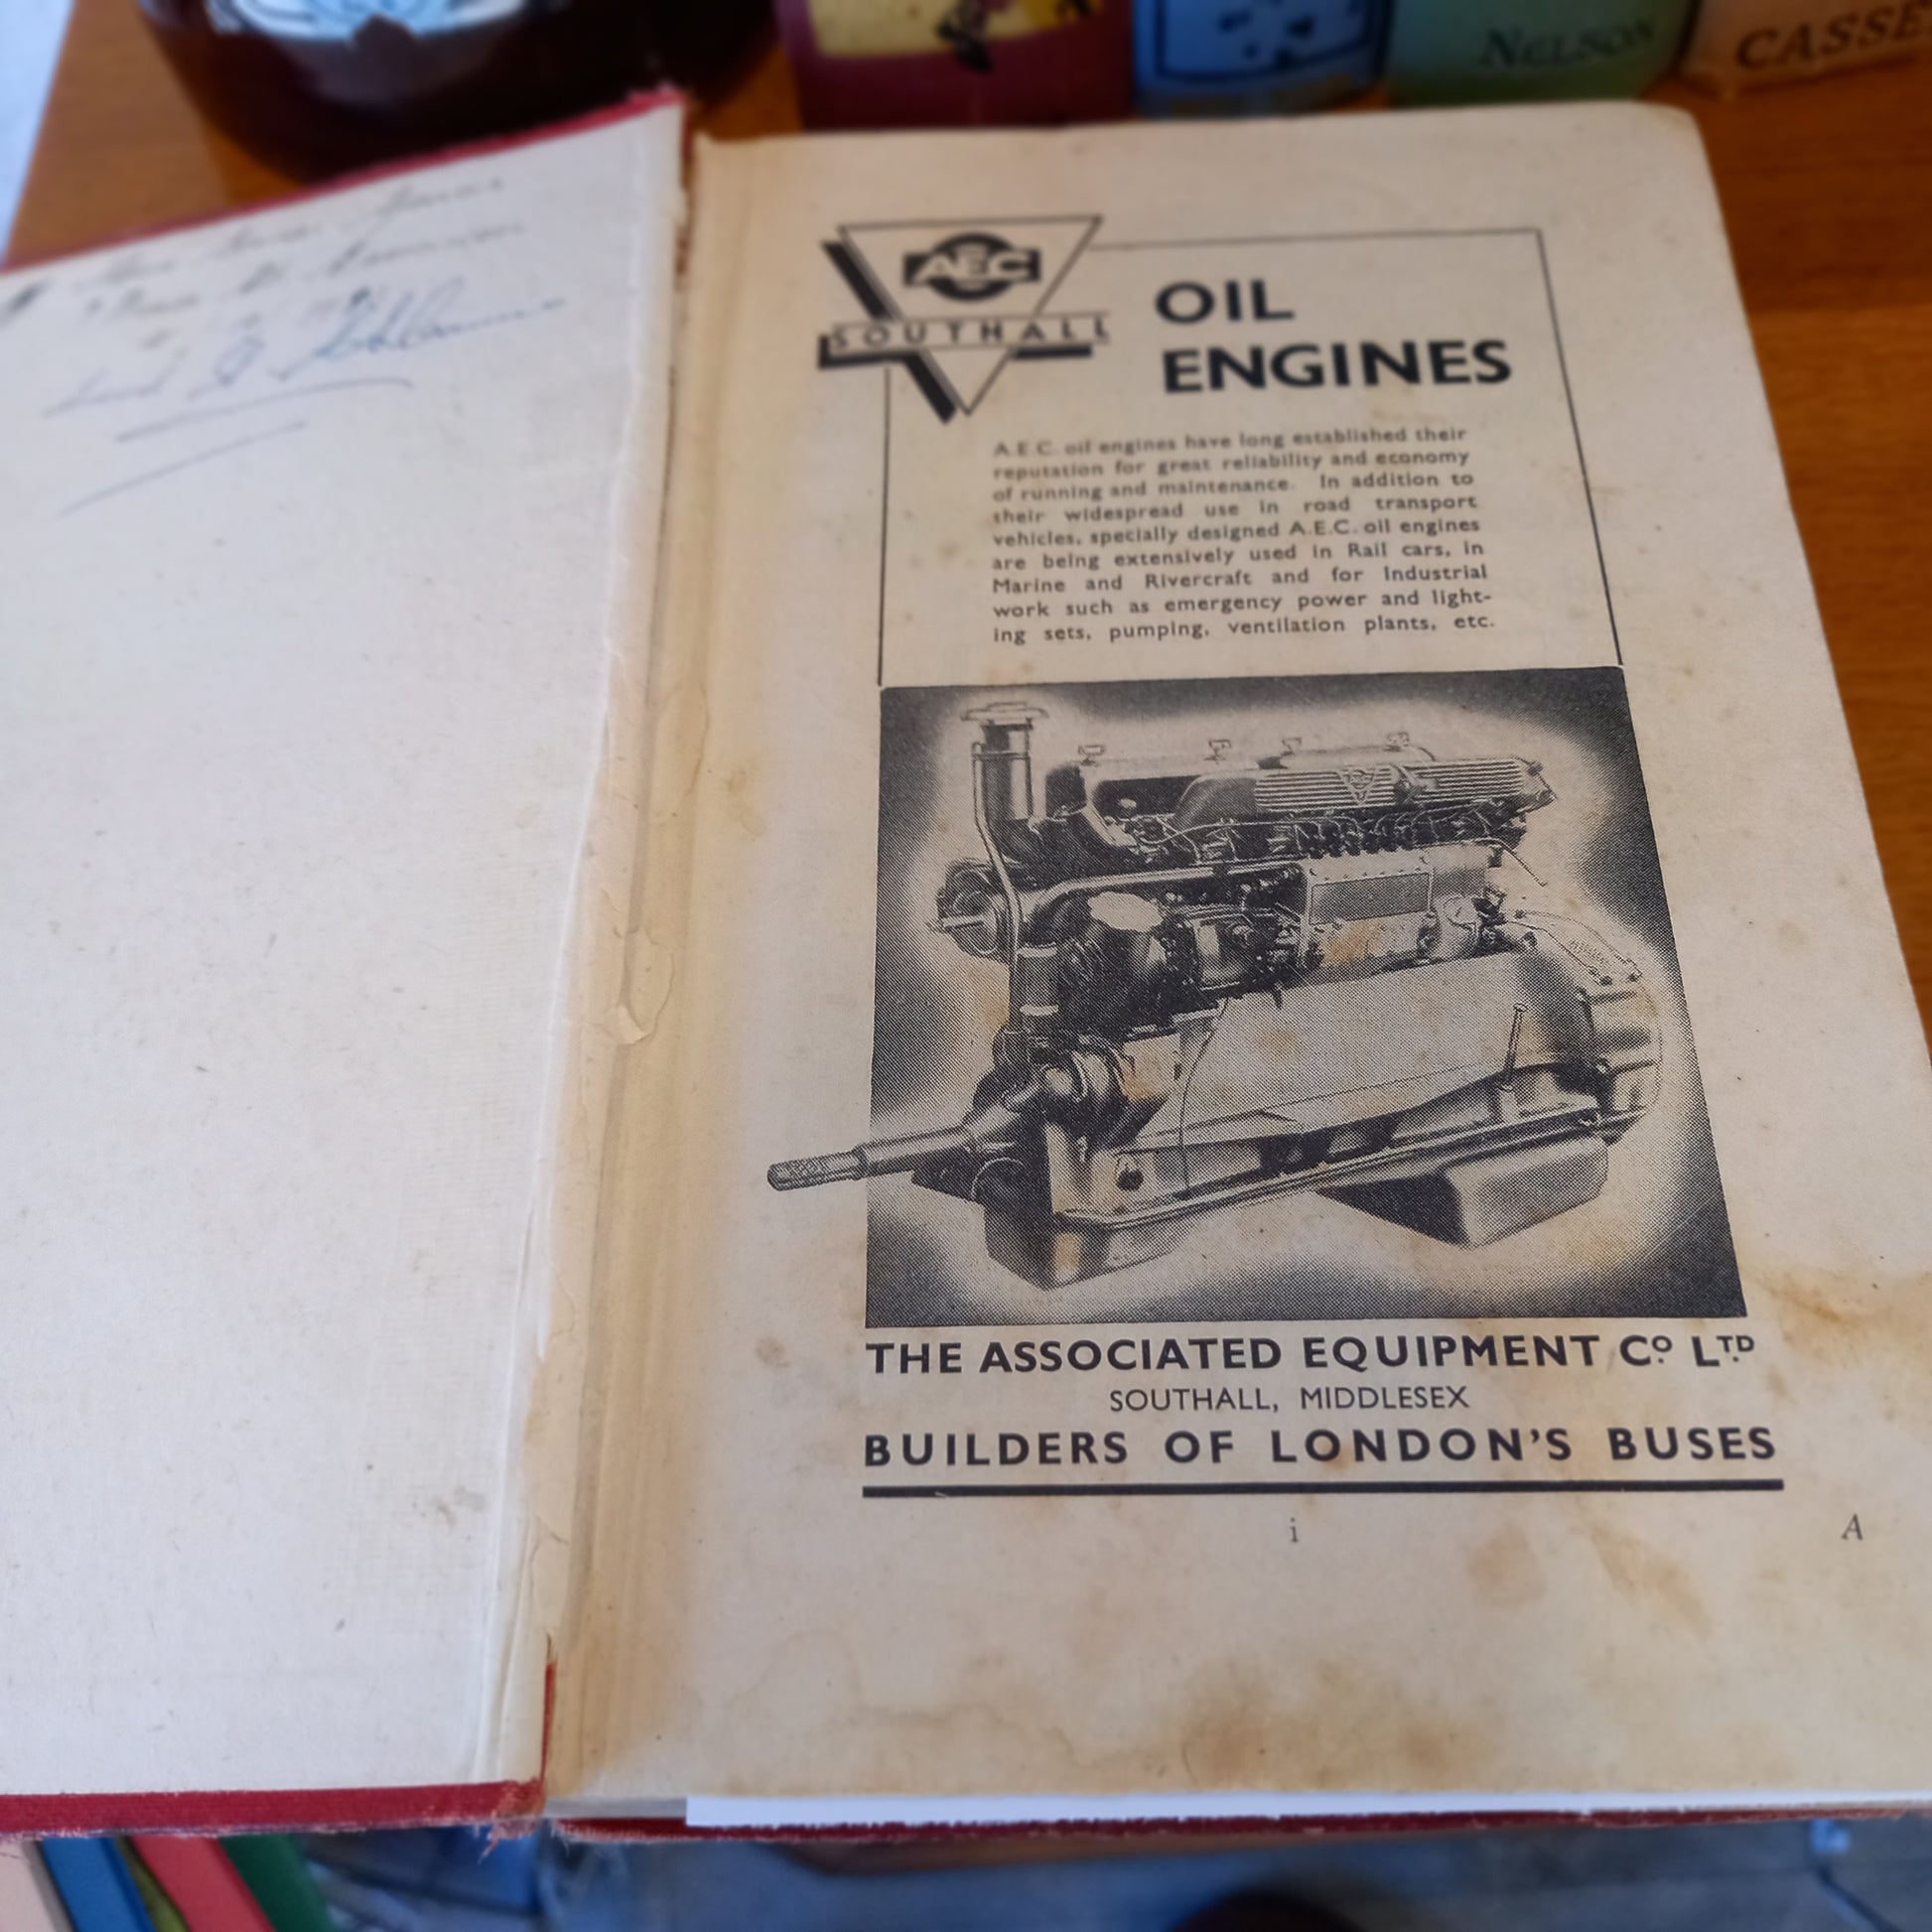 NELSON
CASSE
AEC
SOUTHALL
OIL
ENGINES
A.E.C. oil engines have long established their
reputation for great reliability and economy
of running and maintenance. In addition to
their widespread use in road transport
vehicles, specially designed A.E.C. oil engines
are being extensively used in Rail cars, in
Marine and Rivercraft and for Industrial
work such as emergency power and light-
ing sets, pumping, ventilation plants, etc.
THE ASSOCIATED EQUIPMENT Cº LTD
SOUTHALL, MIDDLESEX
BUILDERS OF LONDON'S BUSES
i
A